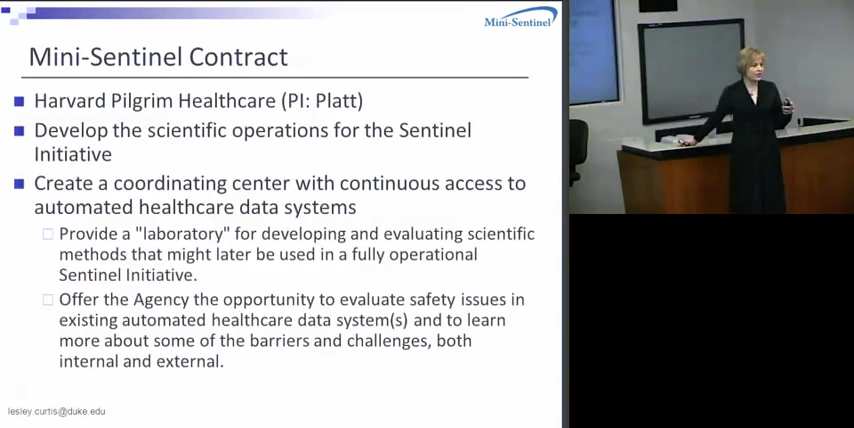 Mini-Sentinel
Mini-Sentinel Contract
Harvard Pilgrim Healthcare (PI: Platt)
Develop the scientific operations for the Sentinel
Initiative
Create a coordinating center with continuous access to
automated healthcare data systems
Provide a "laboratory" for developing and evaluating scientific
methods that might later be used in a fully operational
Sentinel Initiative.
Offer the Agency the opportunity to evaluate safety issues in
existing automated healthcare data system(s) and to learn
more about some of the barriers and challenges, both
internal and external.
lesley.curtis@duke.edu